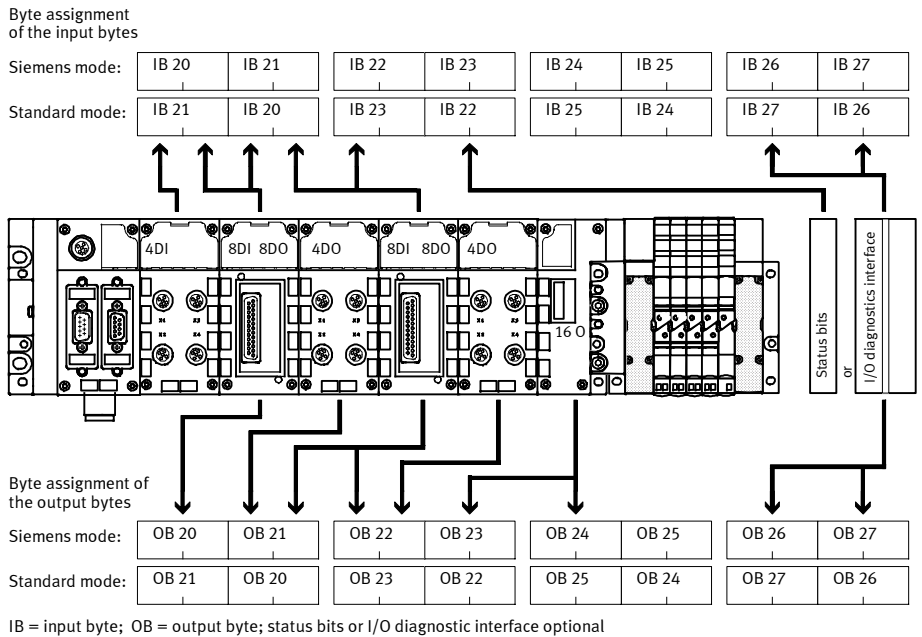 Byte assignment
of the input bytes
Siemens mode: IB 20 IB 21 IB 22 IB 23 IB 24 IB 25 IB 26 IB 27
Standard mode: IB 21 IB 20 IB 23 IB 22 IB 25 IB 24 IB 27 IB 26
4DI 8DI 8DO 4DO 8DI 8DO 4DO
16 O
Status bits
or
I/O diagnostics interface
Byte assignment of
the output bytes
Siemens mode: OB 20 OB 21 OB 22 OB 23 OB 24 OB 25 OB 26 OB 27
Standard mode: OB 21 OB 20 OB 23 OB 22 OB 25 OB 24 OB 27 OB 26
IB = input byte; OB = output byte; status bits or I/O diagnostic interface optional